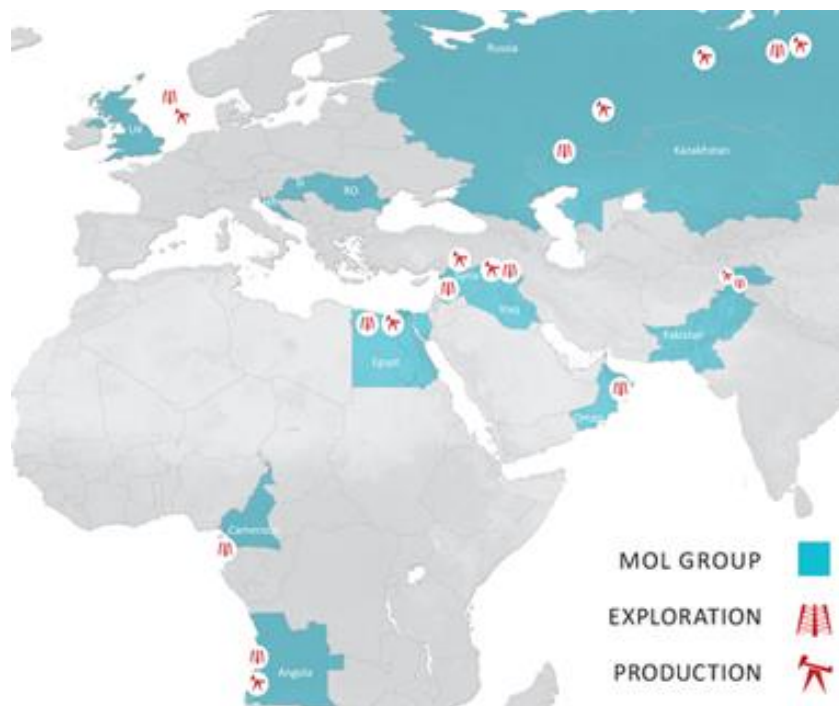 Russia
UK
Kazakhstan
RO
Iraq
Pakistan
Egypt
Oman
Cameroon
Angola
MOL GROUP
EXPLORATION
PRODUCTION